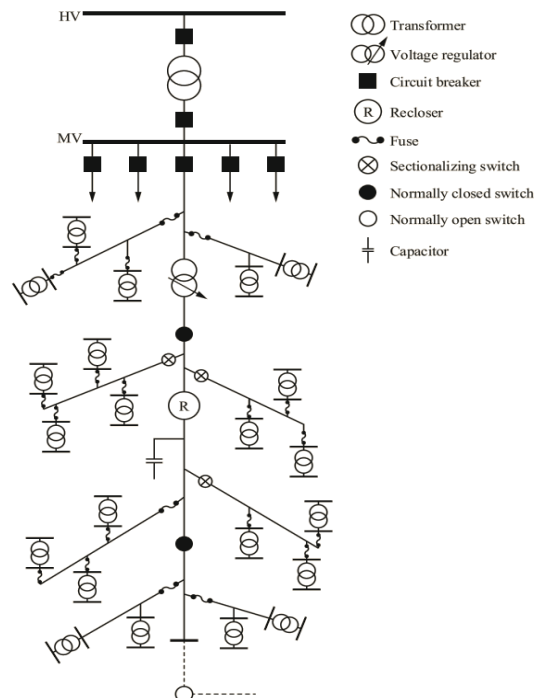 HV
MV
R
Transformer
Voltage regulator
Circuit breaker
R Recloser
Fuse
Sectionalizing switch
Normally closed switch
Normally open switch
Capacitor